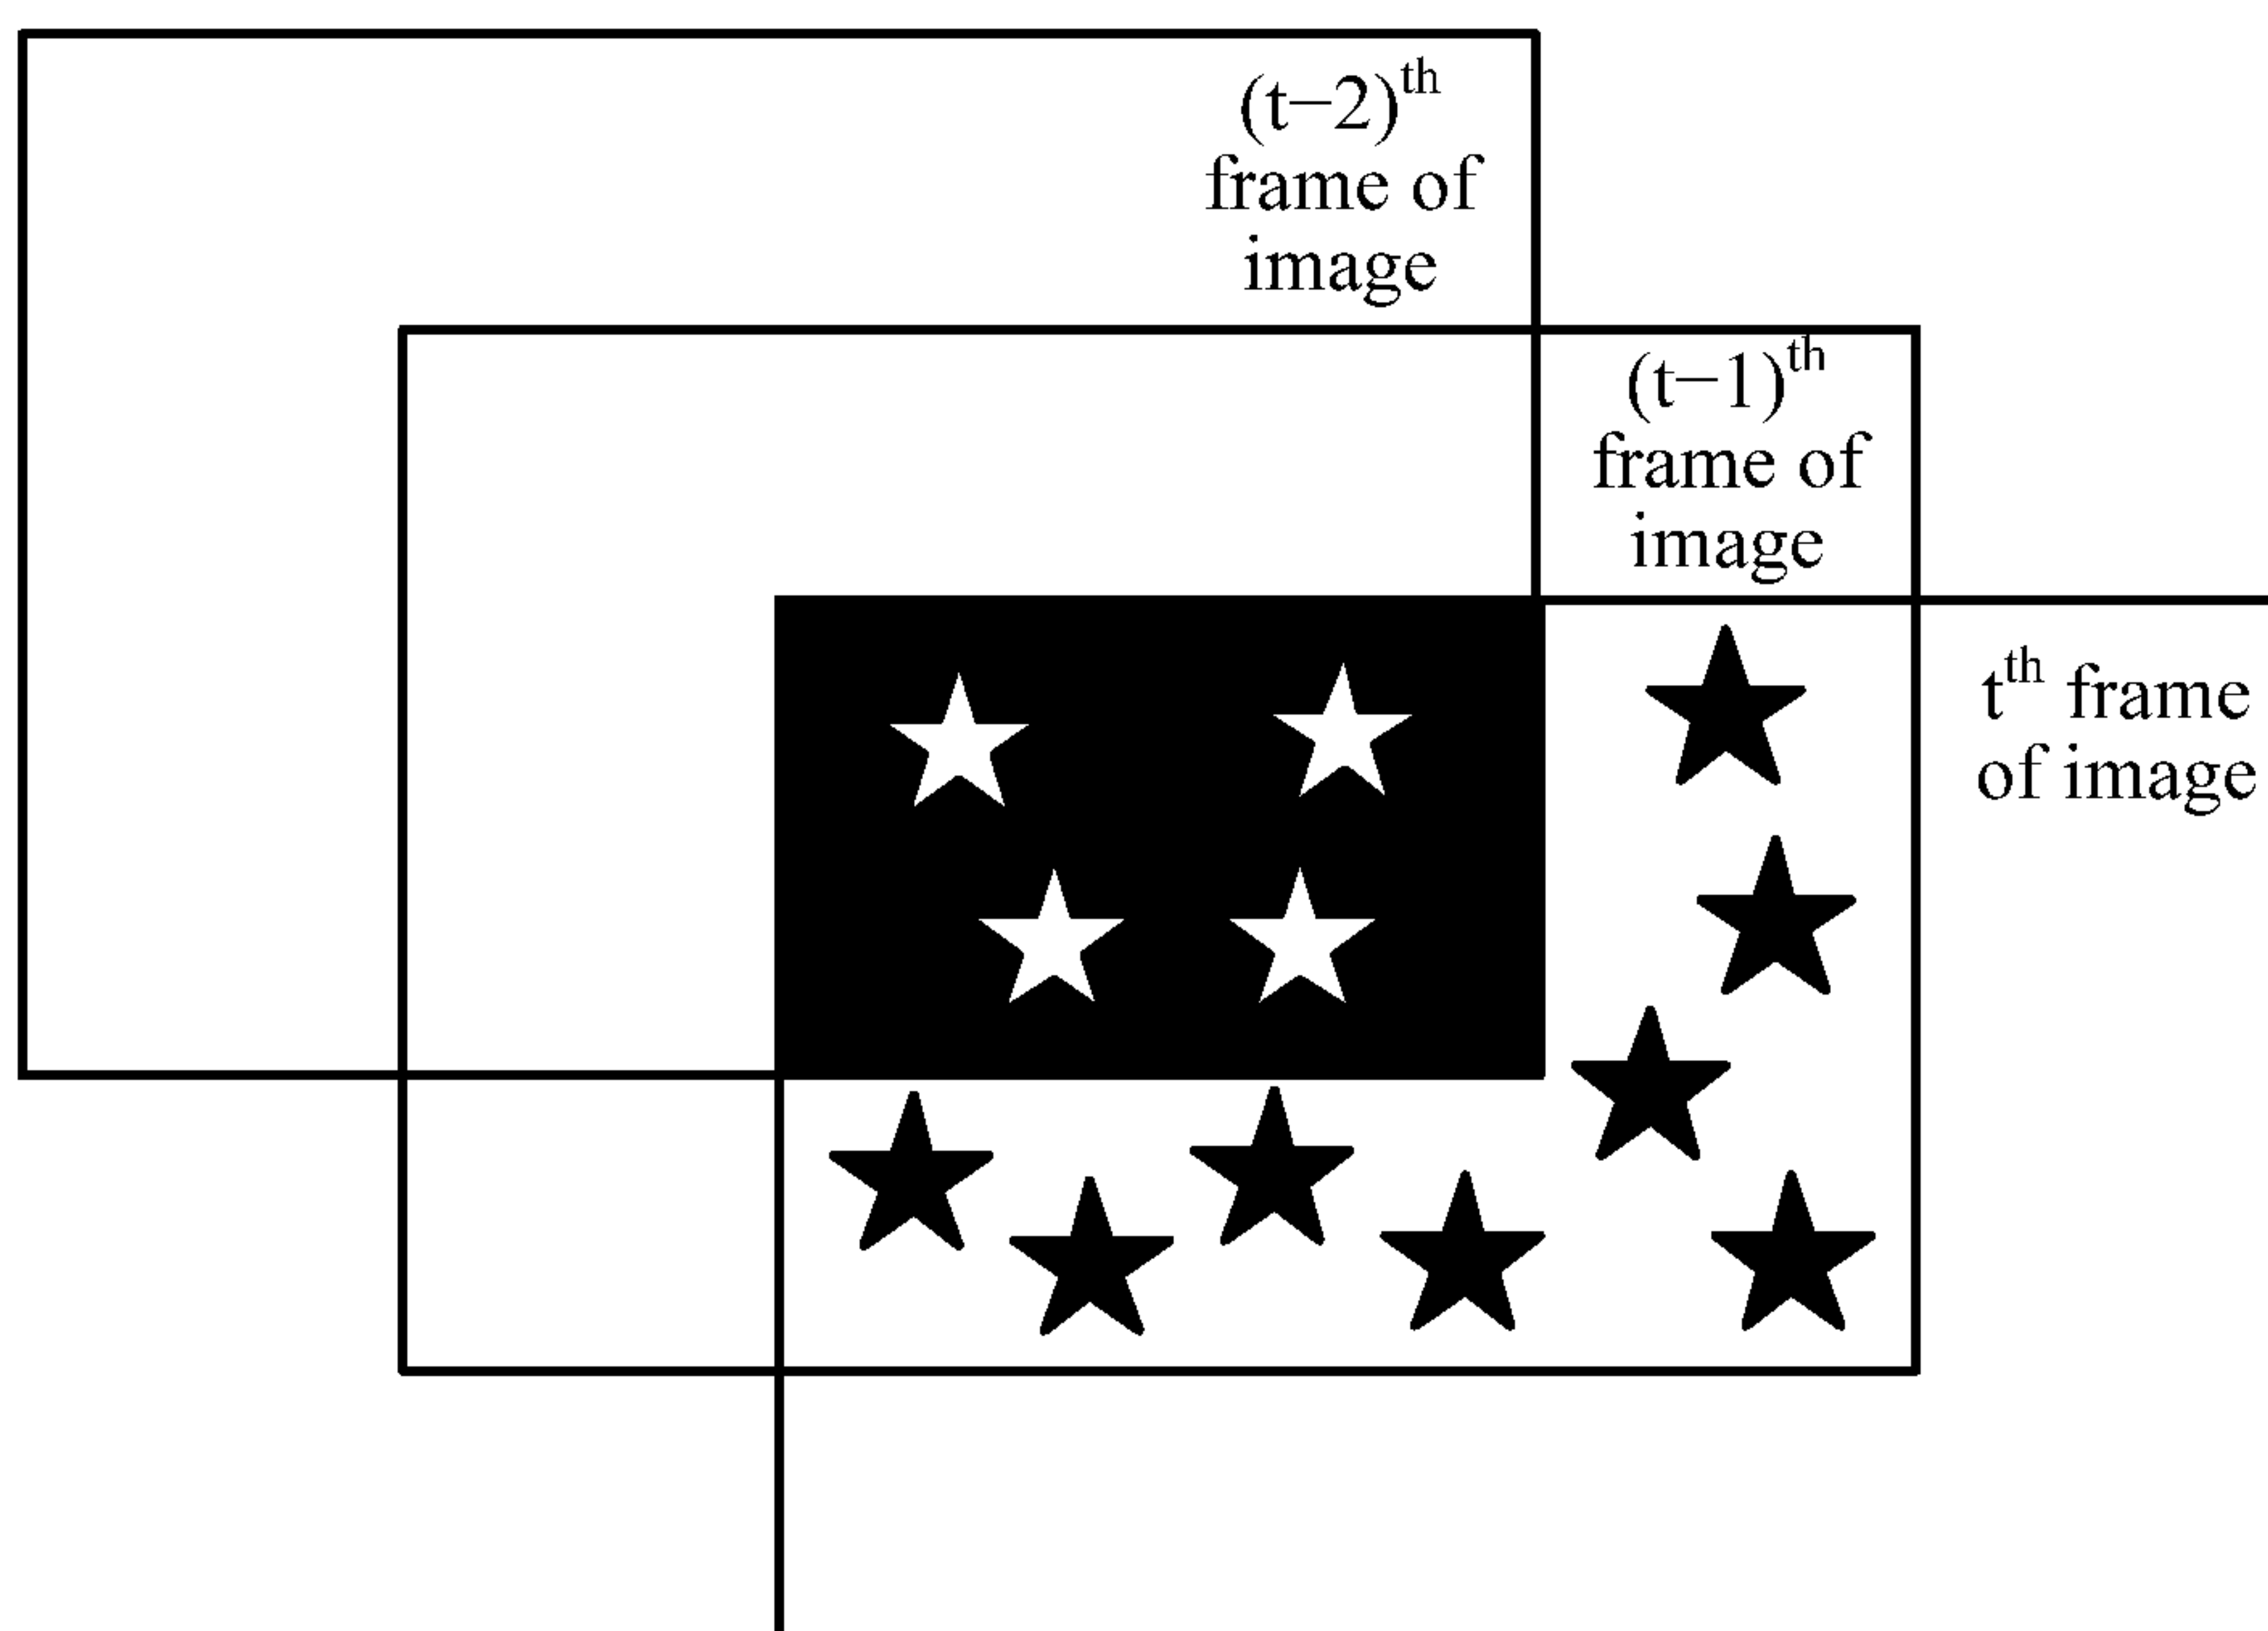 (t−2)th
frame of
image
(t−1)th
frame of
image
tth frame
of image